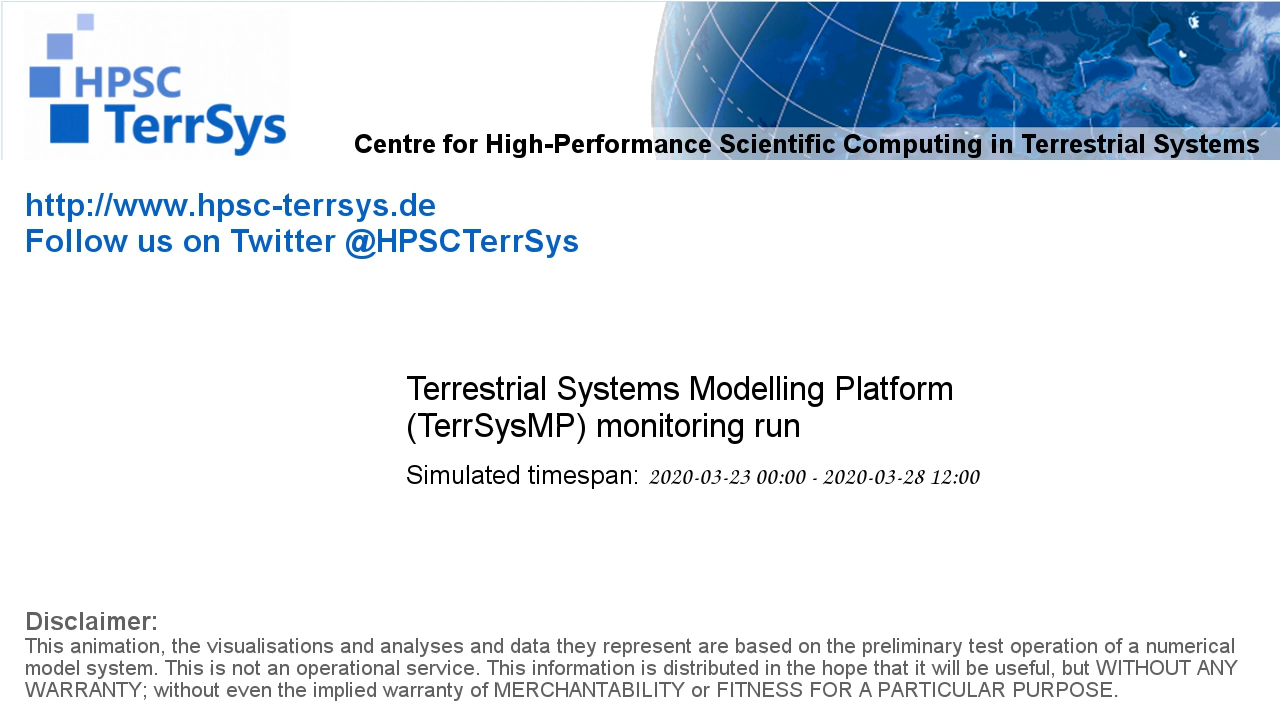 HPSC
TerrSys
Centre for High-Performance Scientific Computing in Terrestrial Systems
http://www.hpsc-terrsys.de
Follow us on Twitter @HPSCTerrSys
Terrestrial Systems Modelling Platform
(TerrSysMP) monitoring run
Simulated timespan: 2020-03-23 00:00 - 2020-03-28 12:00
Disclaimer:
This animation, the visualisations and analyses and data they represent are based on the preliminary test operation of a numerical
model system. This is not an operational service. This information is distributed in the hope that it will be useful, but WITHOUT ANY
WARRANTY; without even the implied warranty of MERCHANTABILITY or FITNESS FOR A PARTICULAR PURPOSE.